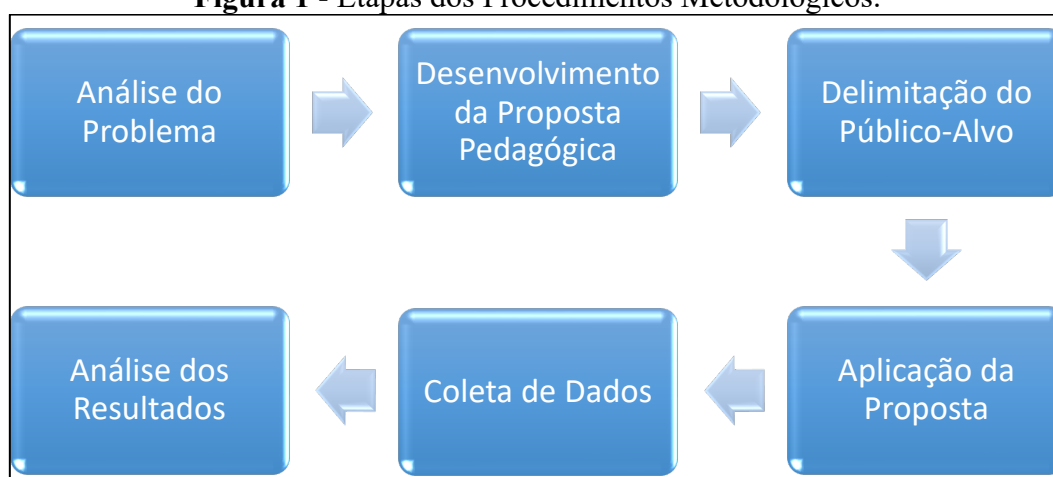 Figura 1 - Etapas dos Procedimentos Metodológicos.
Análise do
Problema
Desenvolvimento
da Proposta
Pedagógica
Delimitação do
Público-Alvo
Aplicação da
Proposta
Coleta de Dados
Análise dos
Resultados